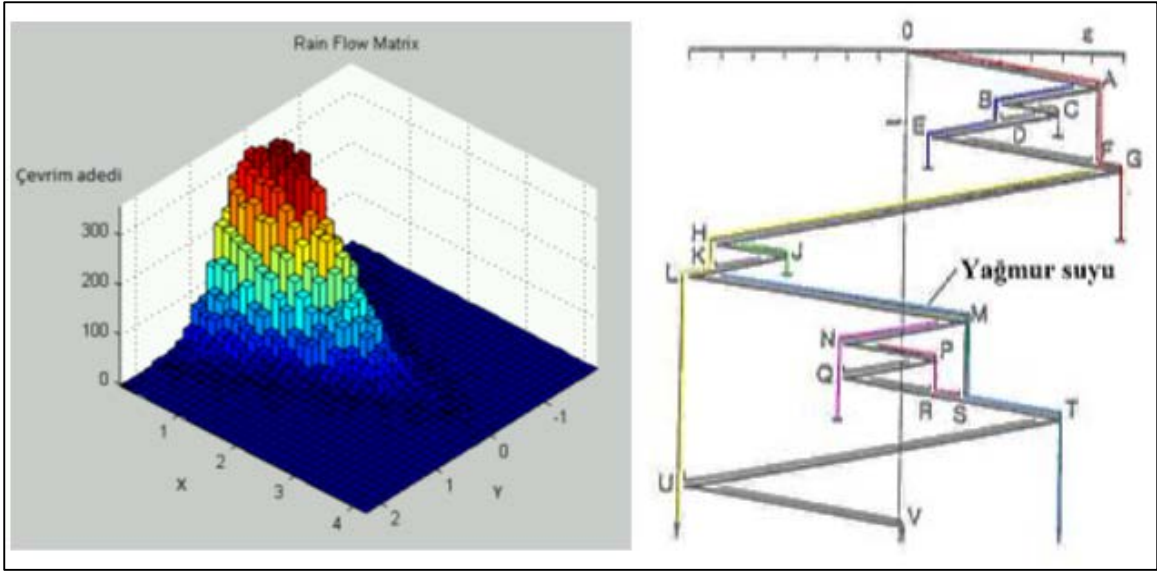 Rain Flow Matrix
Çevrim adedi
300
200
100
0
1
2
3
4
X
2
1
0
-1
Y
0
ε
A
B
C
E
D
F
G
H
J
K
L
Yağmur suyu
M
N
P
Q
R
S
T
U
V